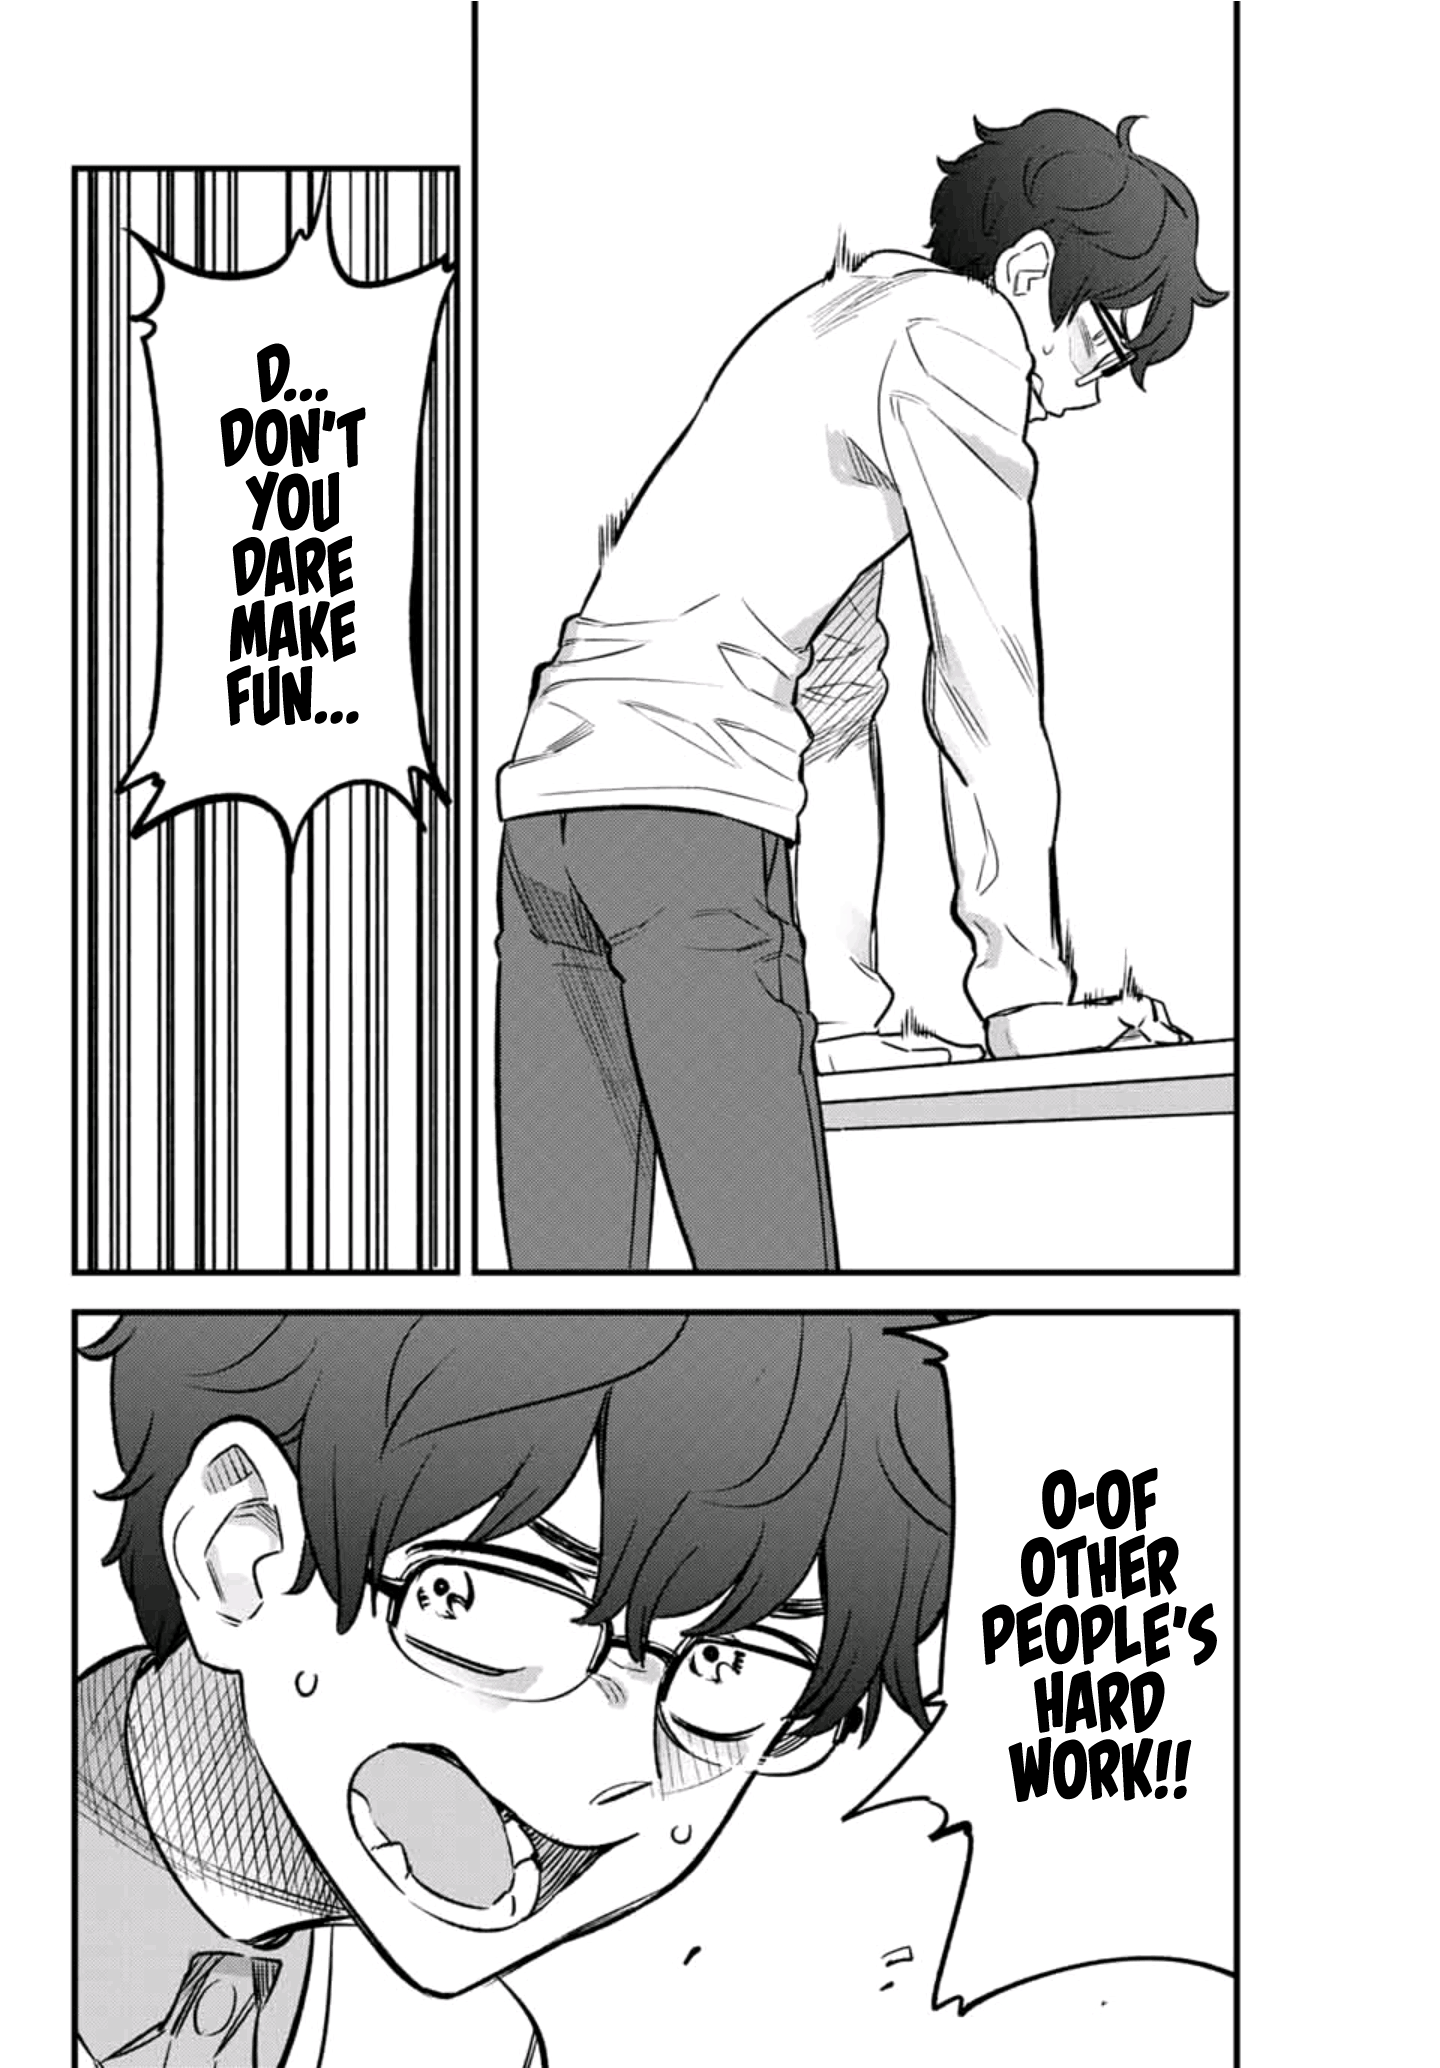 D...
DON'T
YOU
DARE
MAKE
FUN...
O-OF
OTHER
PEOPLE'S
HARD
WORK!!